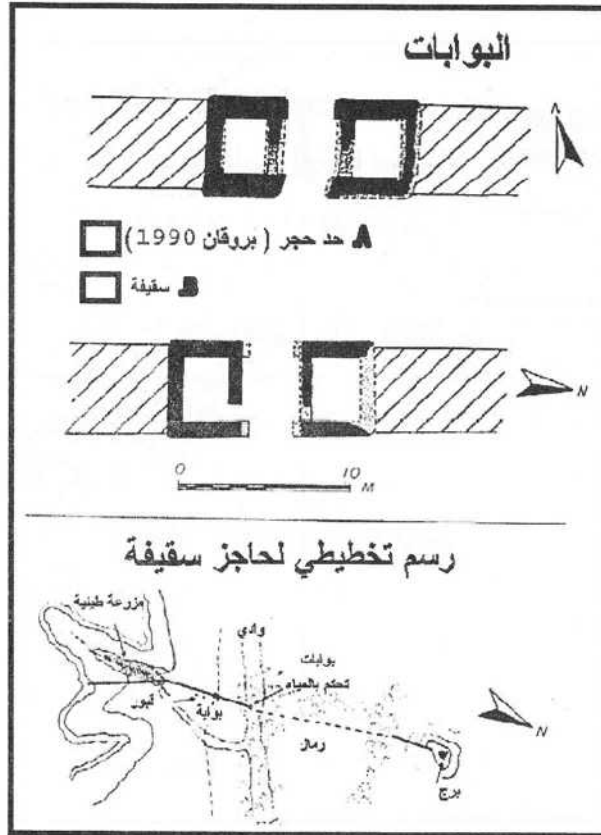 البوابات
A حد حجر (بروقان 1990)
B سقيفة
N
0 10 M
رسم تخطيطي لحاجز سقيفة
مزرعة طينية
وادي
بوابات
تحكم بالمياه
قبور
بوابة
رمال
N
برج